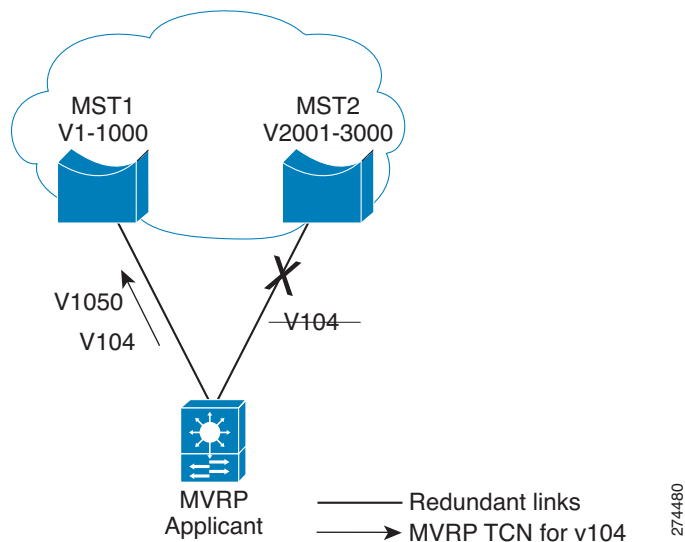 MST1
V1-1000
MST2
V2001-3000
V1050
V104
V104
MVRP
Applicant
Redundant links
MVRP TCN for v104
274480